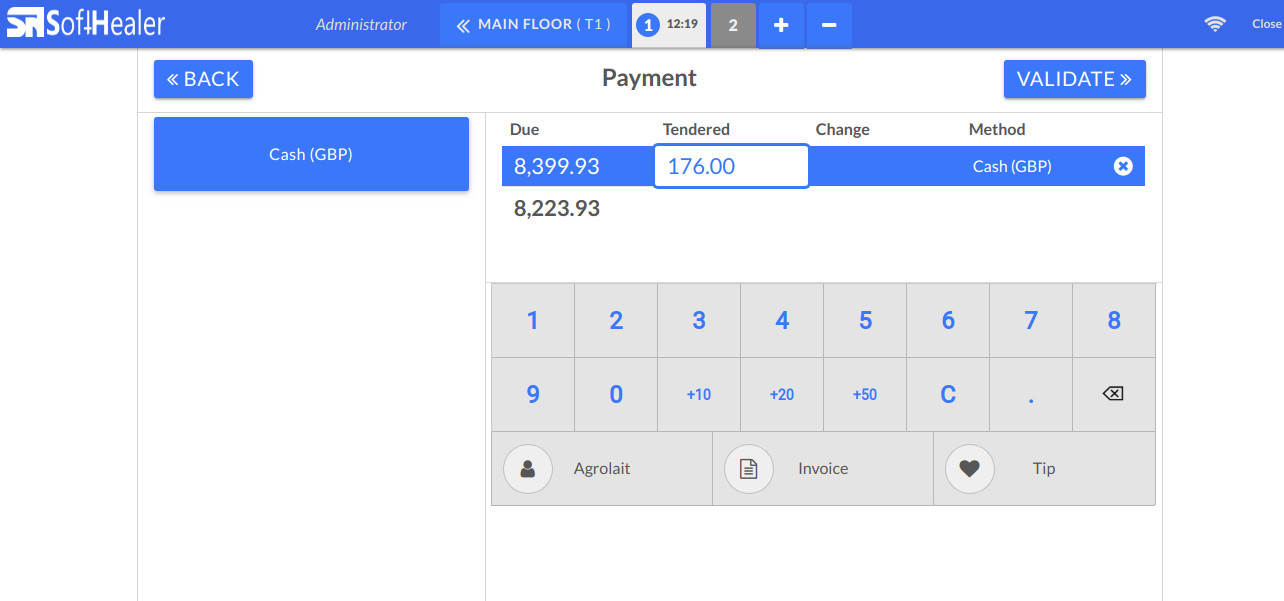 SoftHealer Administrator MAIN FLOOR ( T1 ) 1 12:19 2 + − Close
BACK Payment VALIDATE
Cash (GBP)
Due Tendered Change Method
8,399.93 176.00 Cash (GBP)
8,223.93
1 2 3 4 5 6 7 8
9 0 +10 +20 +50 C .
Agrolait Invoice Tip